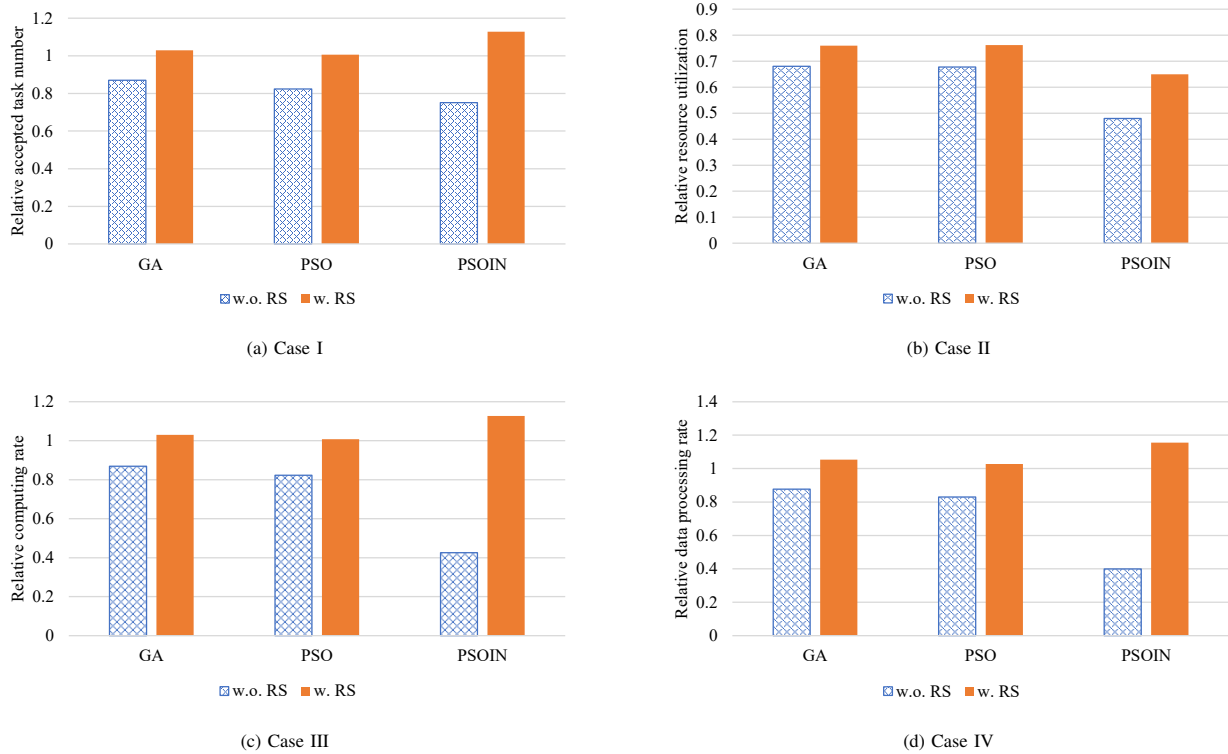 Relative accepted task number
1.2
1
0.8
0.6
0.4
0.2
0
GA PSO PSOIN
w.o. RS w. RS
(a) Case I
Relative resource utilization
0.9
0.8
0.7
0.6
0.5
0.4
0.3
0.2
0.1
0
GA PSO PSOIN
w.o. RS w. RS
(b) Case II
Relative computing rate
1.2
1
0.8
0.6
0.4
0.2
0
GA PSO PSOIN
w.o. RS w. RS
(c) Case III
Relative data processing rate
1.4
1.2
1
0.8
0.6
0.4
0.2
0
GA PSO PSOIN
w.o. RS w. RS
(d) Case IV